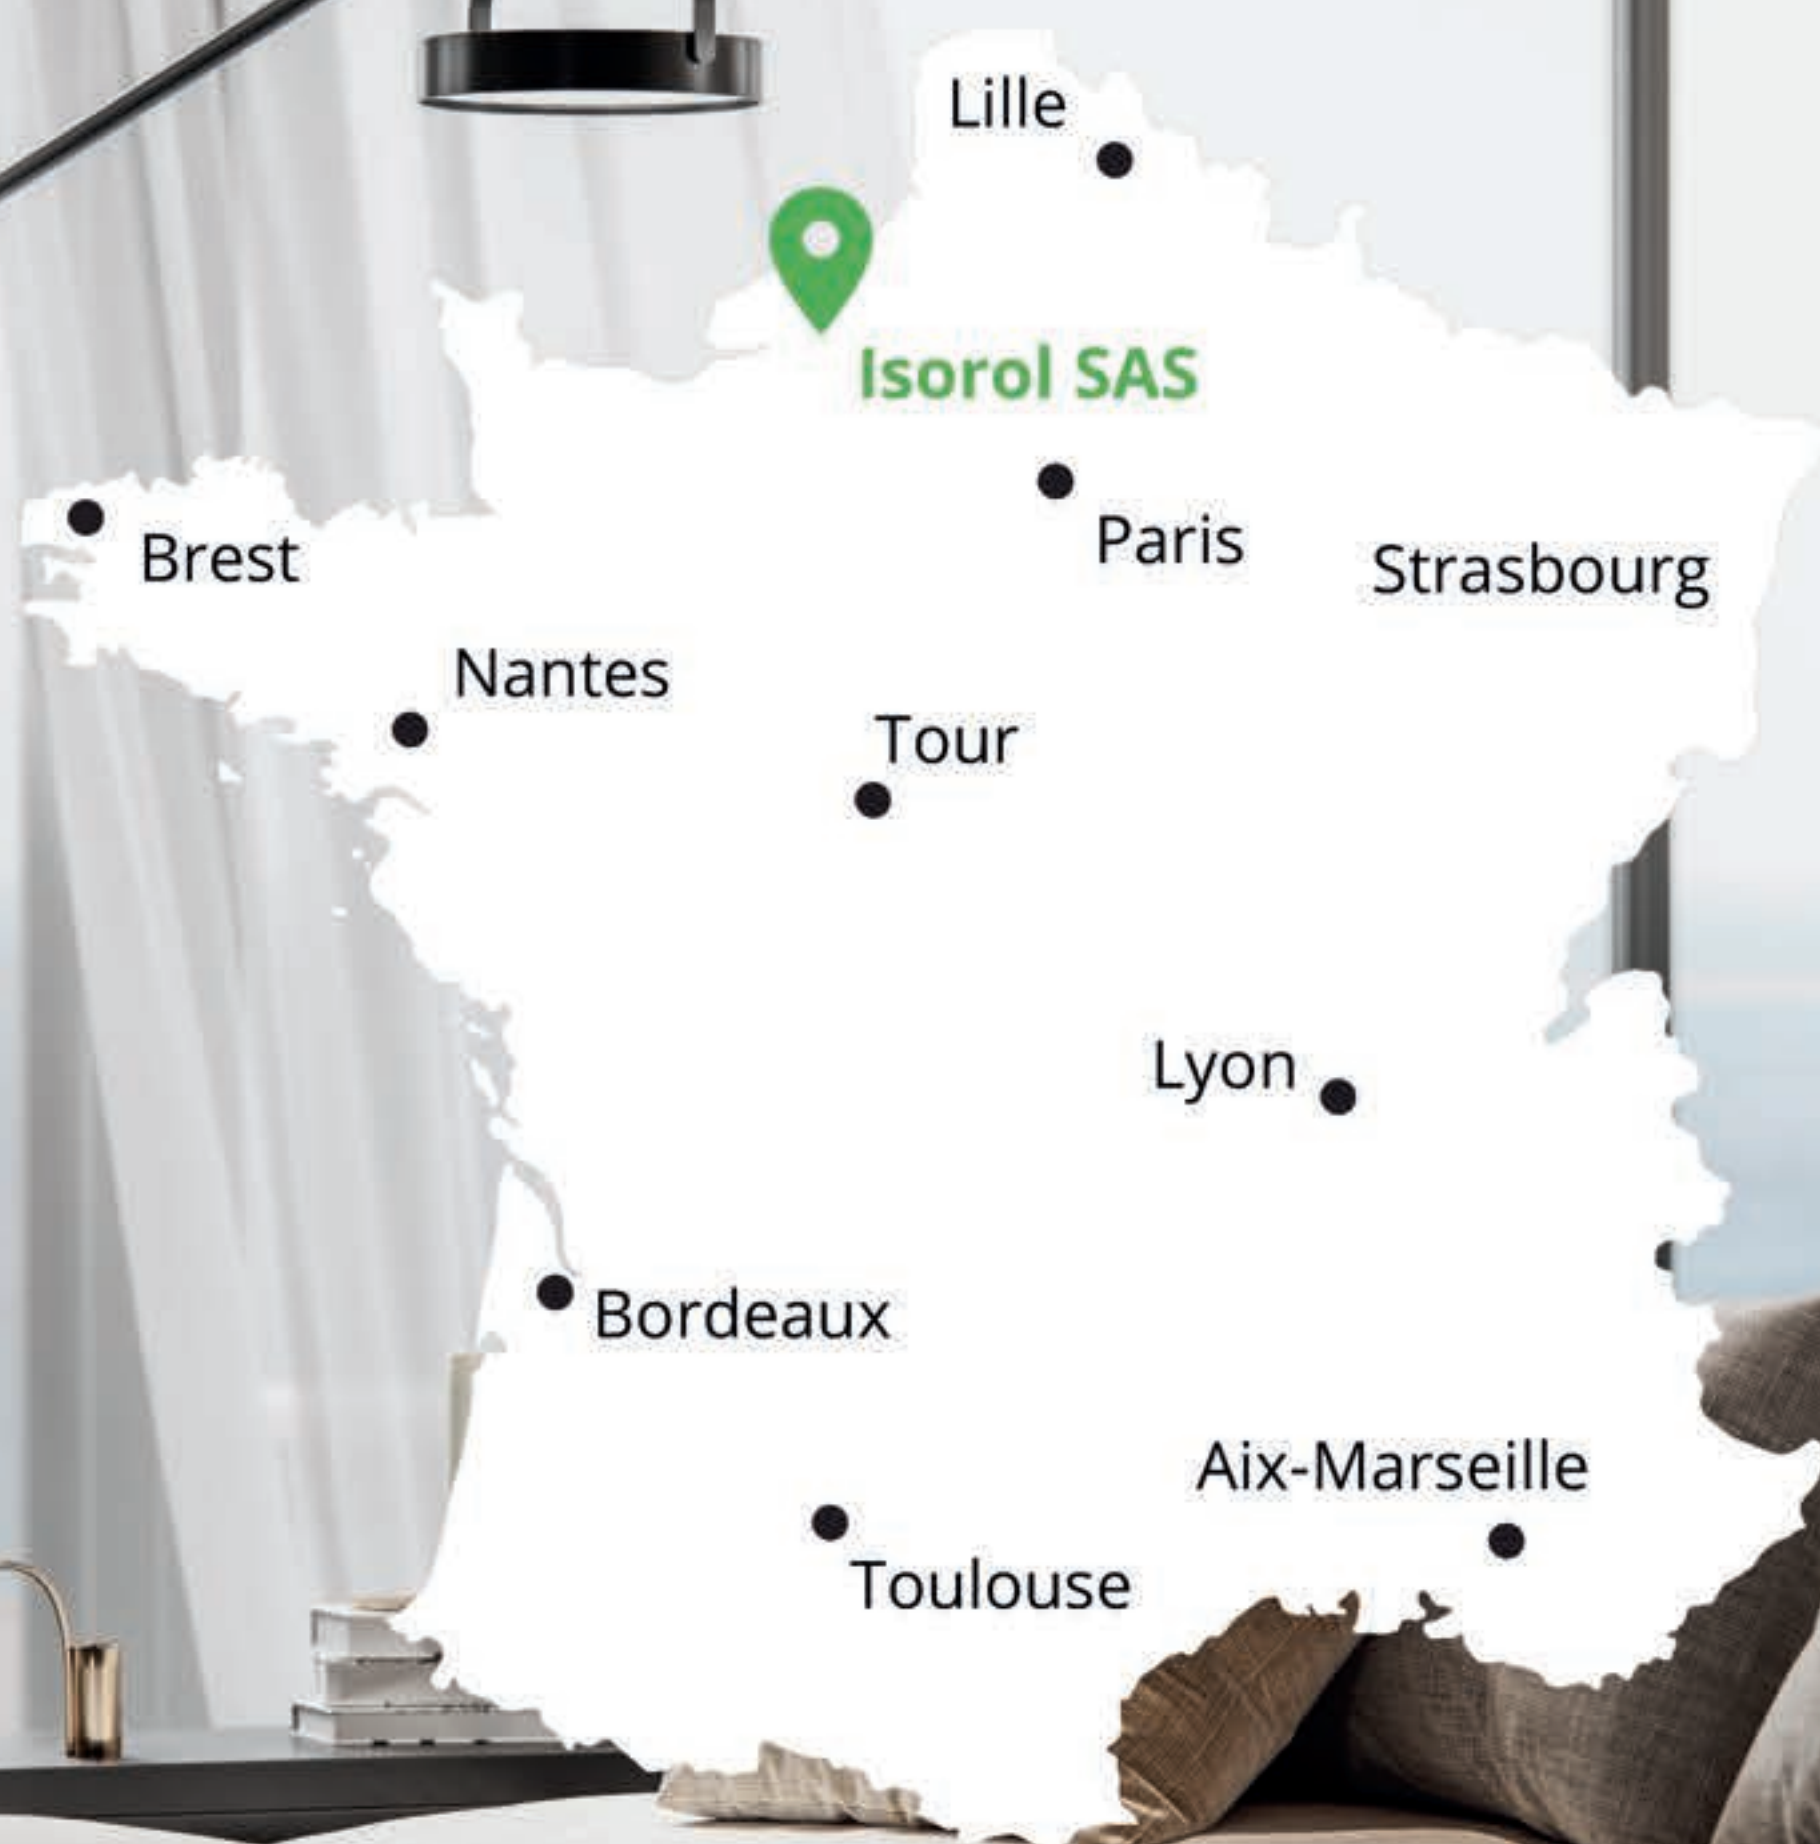 Lille
Isorol SAS
Paris
Strasbourg
Brest
Nantes
Tour
Lyon
Bordeaux
Aix-Marseille
Toulouse